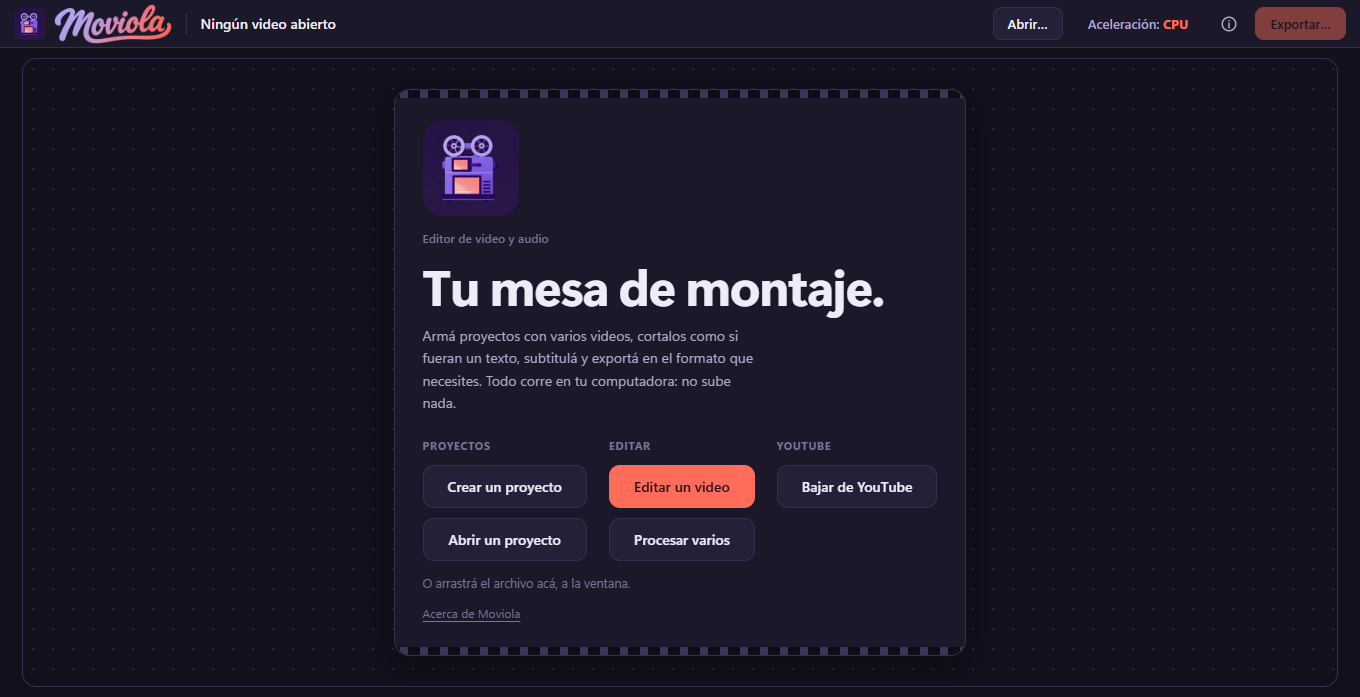 Moviola
Ningún video abierto
Abrir...
Aceleración: CPU
Exportar...
Editor de video y audio
Tu mesa de montaje.
Armá proyectos con varios videos, cortalos como si
fueran un texto, subtitulá y exportá en el formato que
necesites. Todo corre en tu computadora: no sube
nada.
PROYECTOS
EDITAR
YOUTUBE
Crear un proyecto
Editar un video
Bajar de YouTube
Abrir un proyecto
Procesar varios
O arrastrá el archivo acá, a la ventana.
Acerca de Moviola